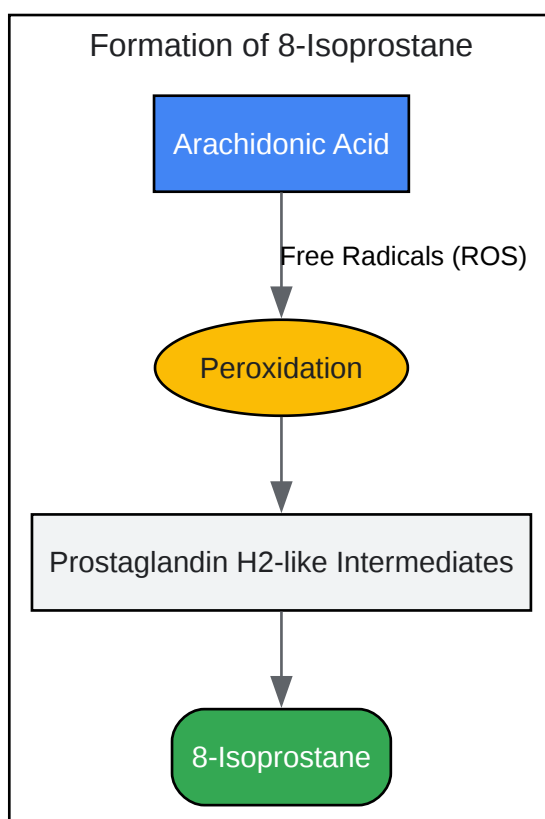 Formation of 8-Isoprostane
Arachidonic Acid
Free Radicals (ROS)
Peroxidation
Prostaglandin H2-like Intermediates
8-Isoprostane